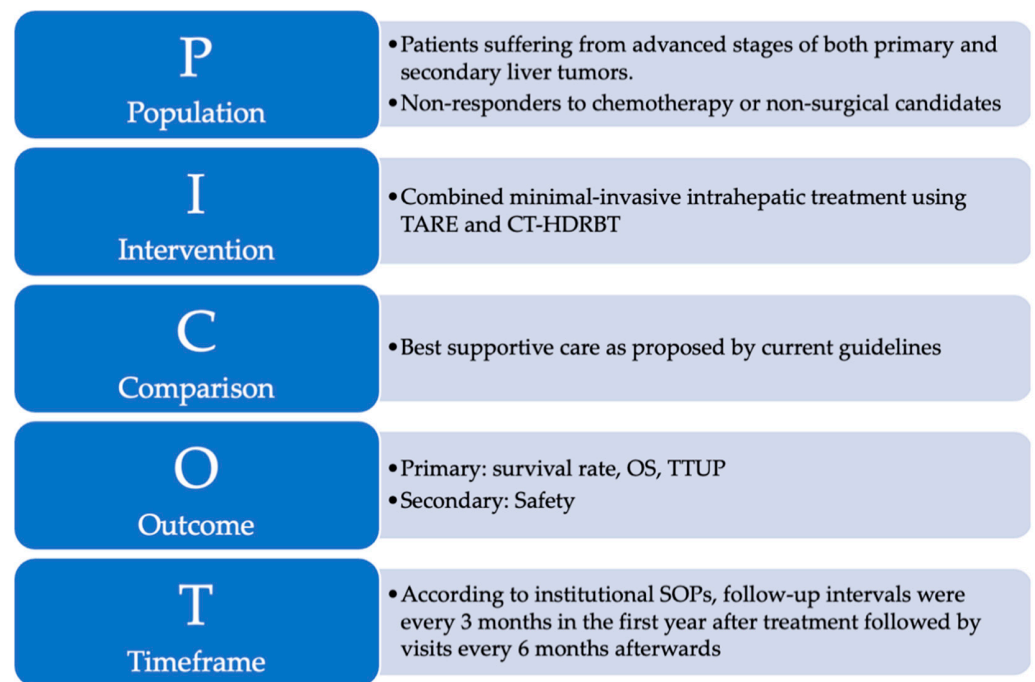 P
Population
•Patients suffering from advanced stages of both primary and
secondary liver tumors.
•Non-responders to chemotherapy or non-surgical candidates
I
Intervention
•Combined minimal-invasive intrahepatic treatment using
TARE and CT-HDRBT
C
Comparison
•Best supportive care as proposed by current guidelines
O
Outcome
•Primary: survival rate, OS, TTUP
•Secondary: Safety
T
Timeframe
•According to institutional SOPs, follow-up intervals were
every 3 months in the first year after treatment followed by
visits every 6 months afterwards